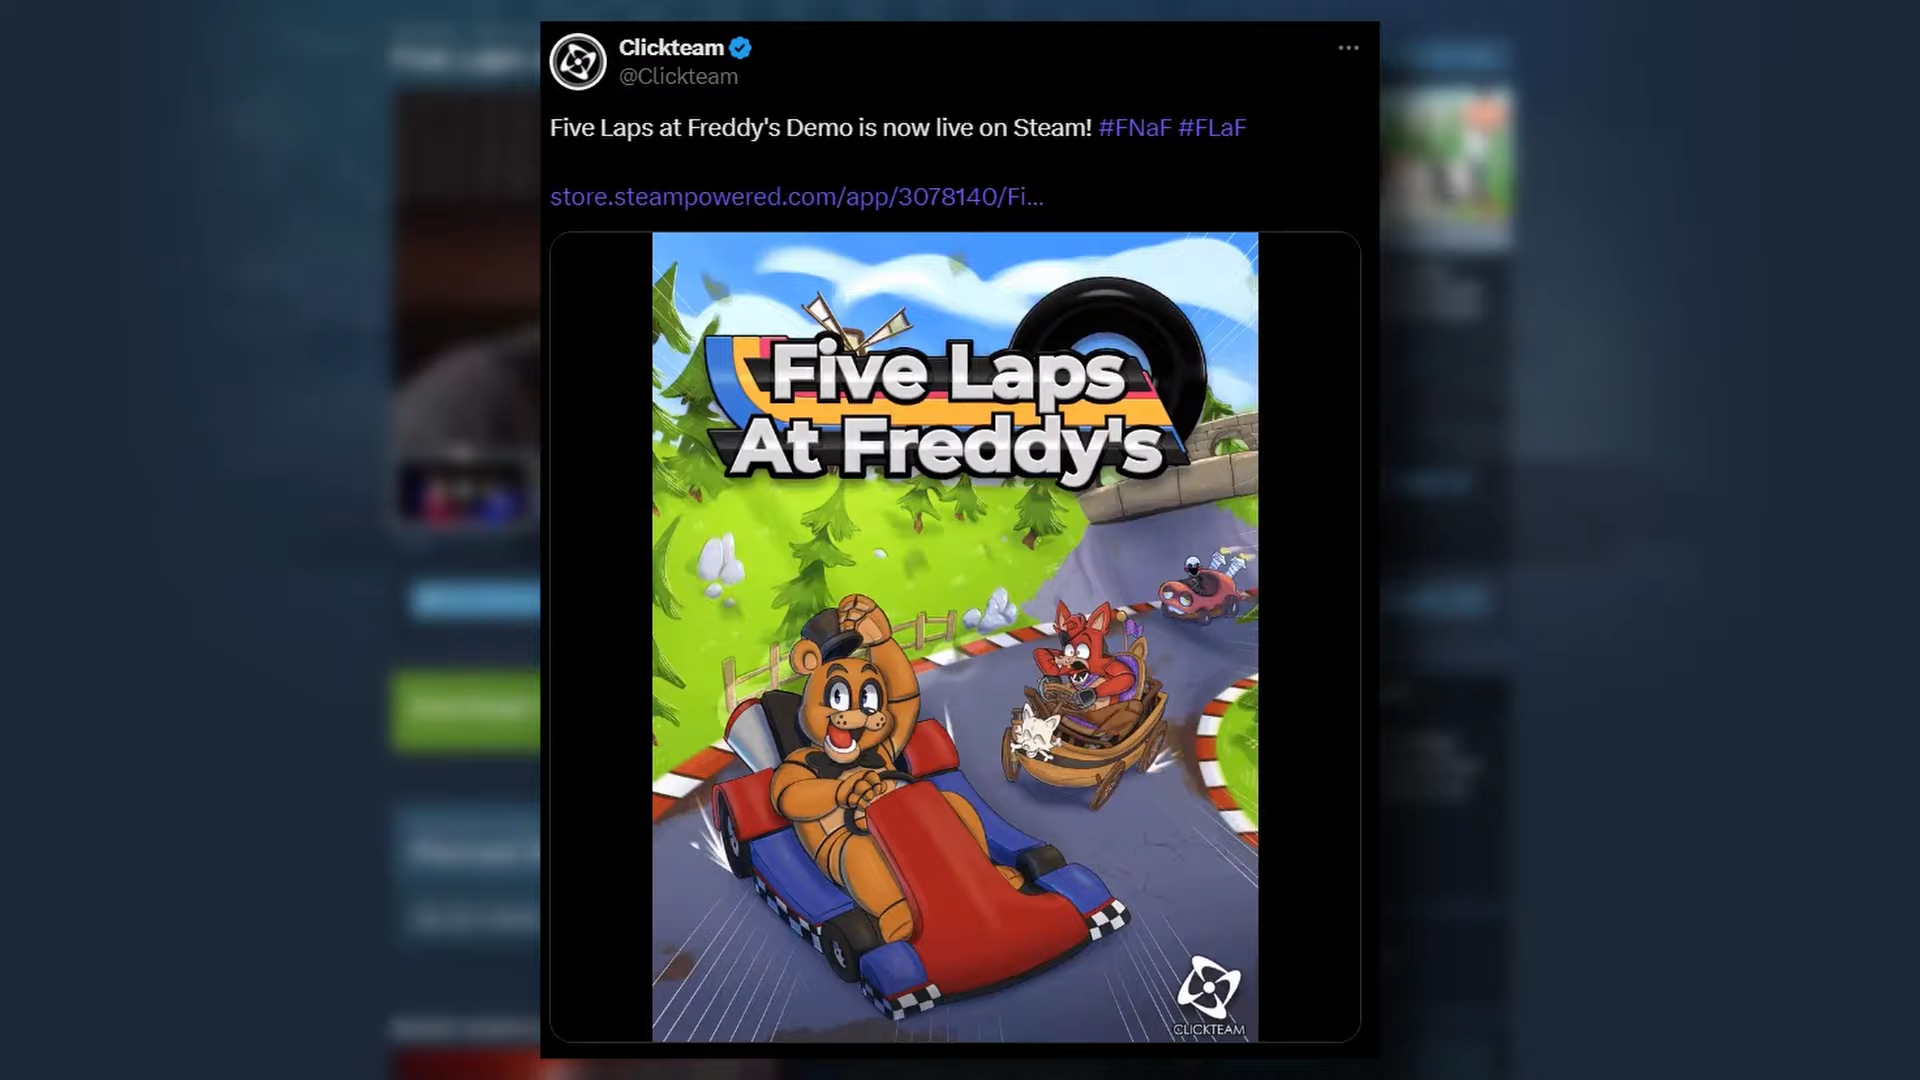 Clickteam
@Clickteam
Five Laps at Freddy's Demo is now live on Steam! #FNaF #FLaF
store.steampowered.com/app/3078140/Fi...
Five Laps
At Freddy's
CLICKTEAM